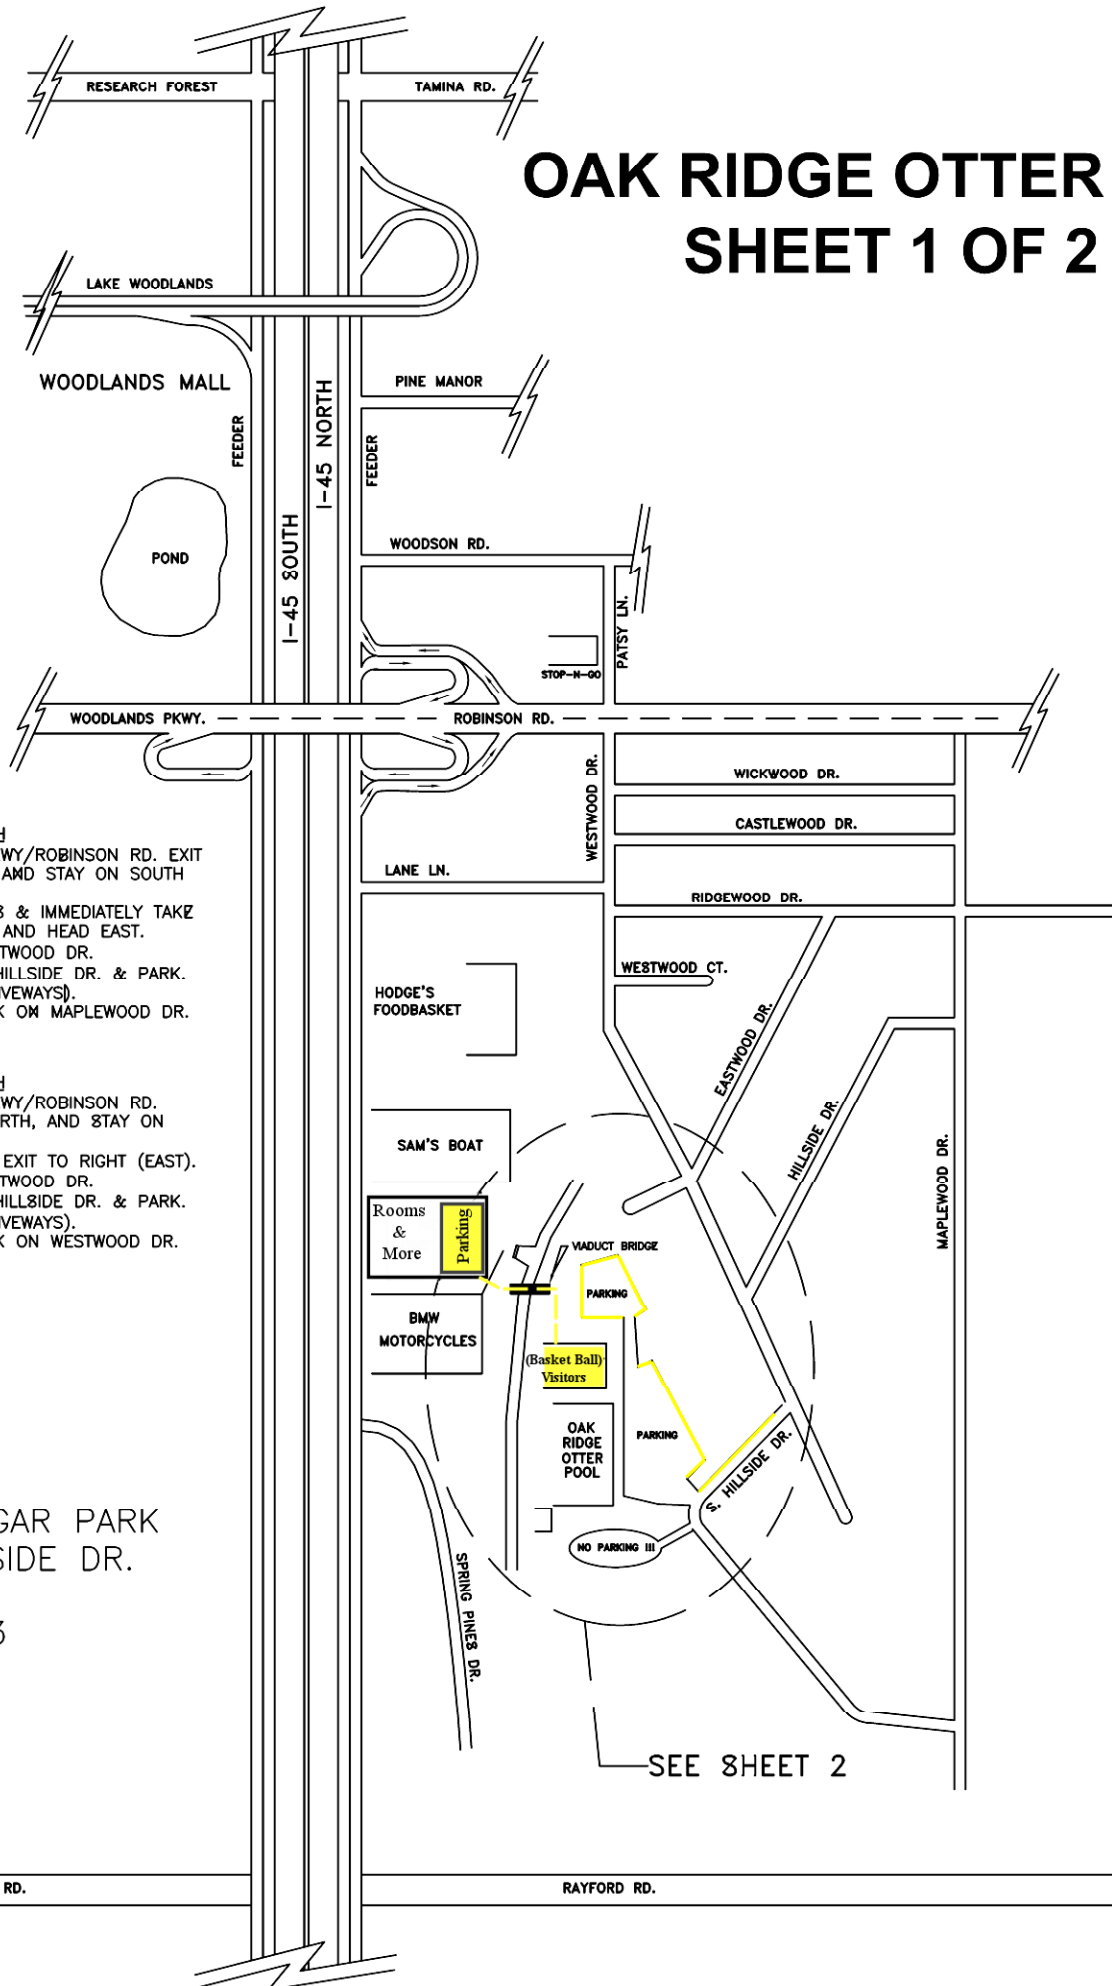 RESEARCH FOREST
TAMINA RD.
OAK RIDGE OTTER
SHEET 1 OF 2
LAKE WOODLANDS
WOODLANDS MALL
PINE MANOR
FEEDER
I-45 NORTH
FEEDER
I-45 SOUTH
WOODSON RD.
POND
PATSY LN.
STOP-N-GO
WOODLANDS PKWY.
ROBINSON RD.
WESTWOOD DR.
WICKWOOD DR.
CASTLEWOOD DR.
LANE LN.
RIDGEWOOD DR.
WY/ROBINSON RD. EXIT
AND STAY ON SOUTH
& IMMEDIATELY TAKE
AND HEAD EAST.
TWOOD DR.
HILLSIDE DR. & PARK.
VEWAYS).
K ON MAPLEWOOD DR.
WESTWOOD CT.
HODGE'S
FOODBASKET
EASTWOOD DR.
HILLSIDE DR.
MAPLEWOOD DR.
WY/ROBINSON RD.
RTH, AND STAY ON
EXIT TO RIGHT (EAST).
TWOOD DR.
HILLSIDE DR. & PARK.
VEWAYS).
K ON WESTWOOD DR.
SAM'S BOAT
Rooms
&
More
Parking
VIADUCT BRIDGE
PARKING
BMW
MOTORCYCLES
(Basket Ball)
Visitors
OAK
RIDGE
OTTER
POOL
PARKING
S. HILLSIDE DR.
NO PARKING !!!
GAR PARK
SIDE DR.
3
SPRING PINES DR.
SEE SHEET 2
RD.
RAYFORD RD.